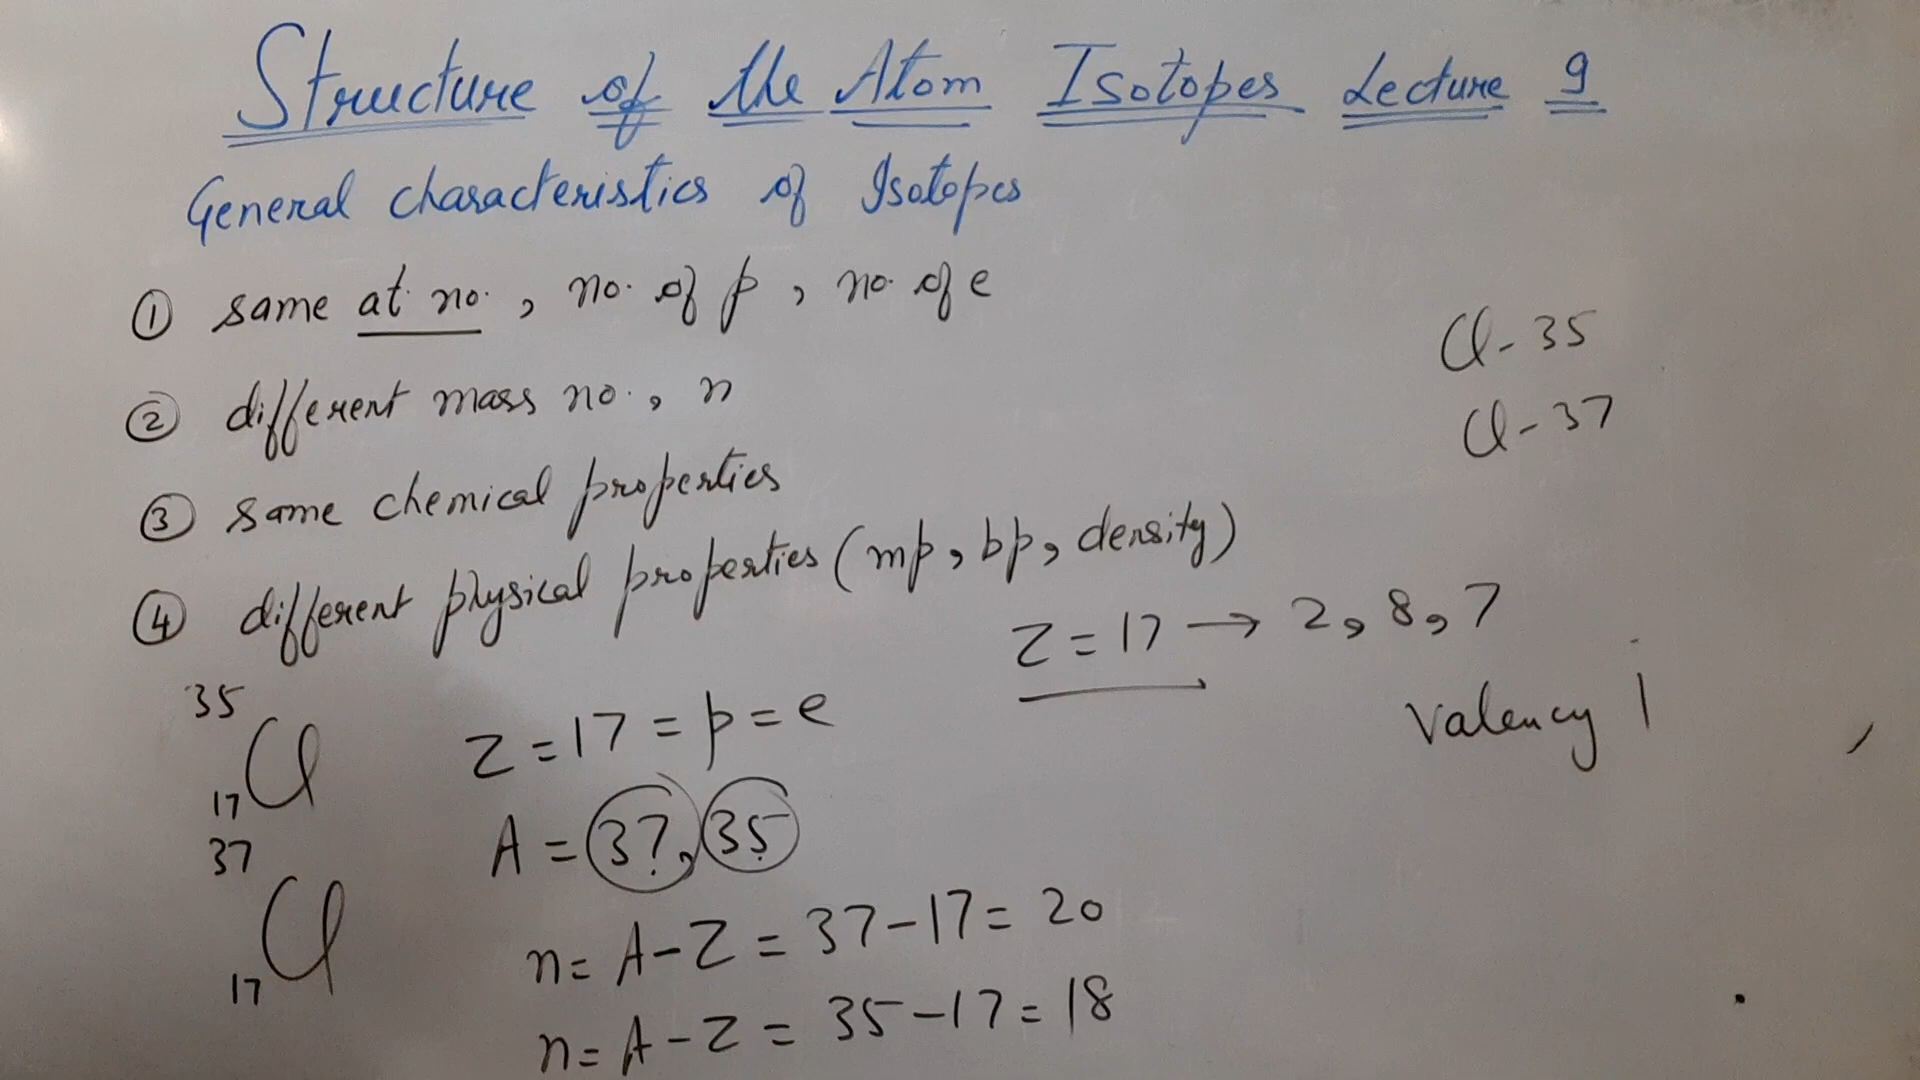 Structure of the Atom Isotopes Lecture 9
General characteristics of Isotopes
① same at no., no. of p, no. of e
② different mass no., n
③ same chemical properties
④ different physical properties (mp, bp, density)
Cl-35
Cl-37
Z=17 → 2, 8, 7
Valency 1
35
17Cl
37
17Cl
Z=17=p=e
A=37, 35
n=A-Z=37-17=20
n=A-Z=35-17=18